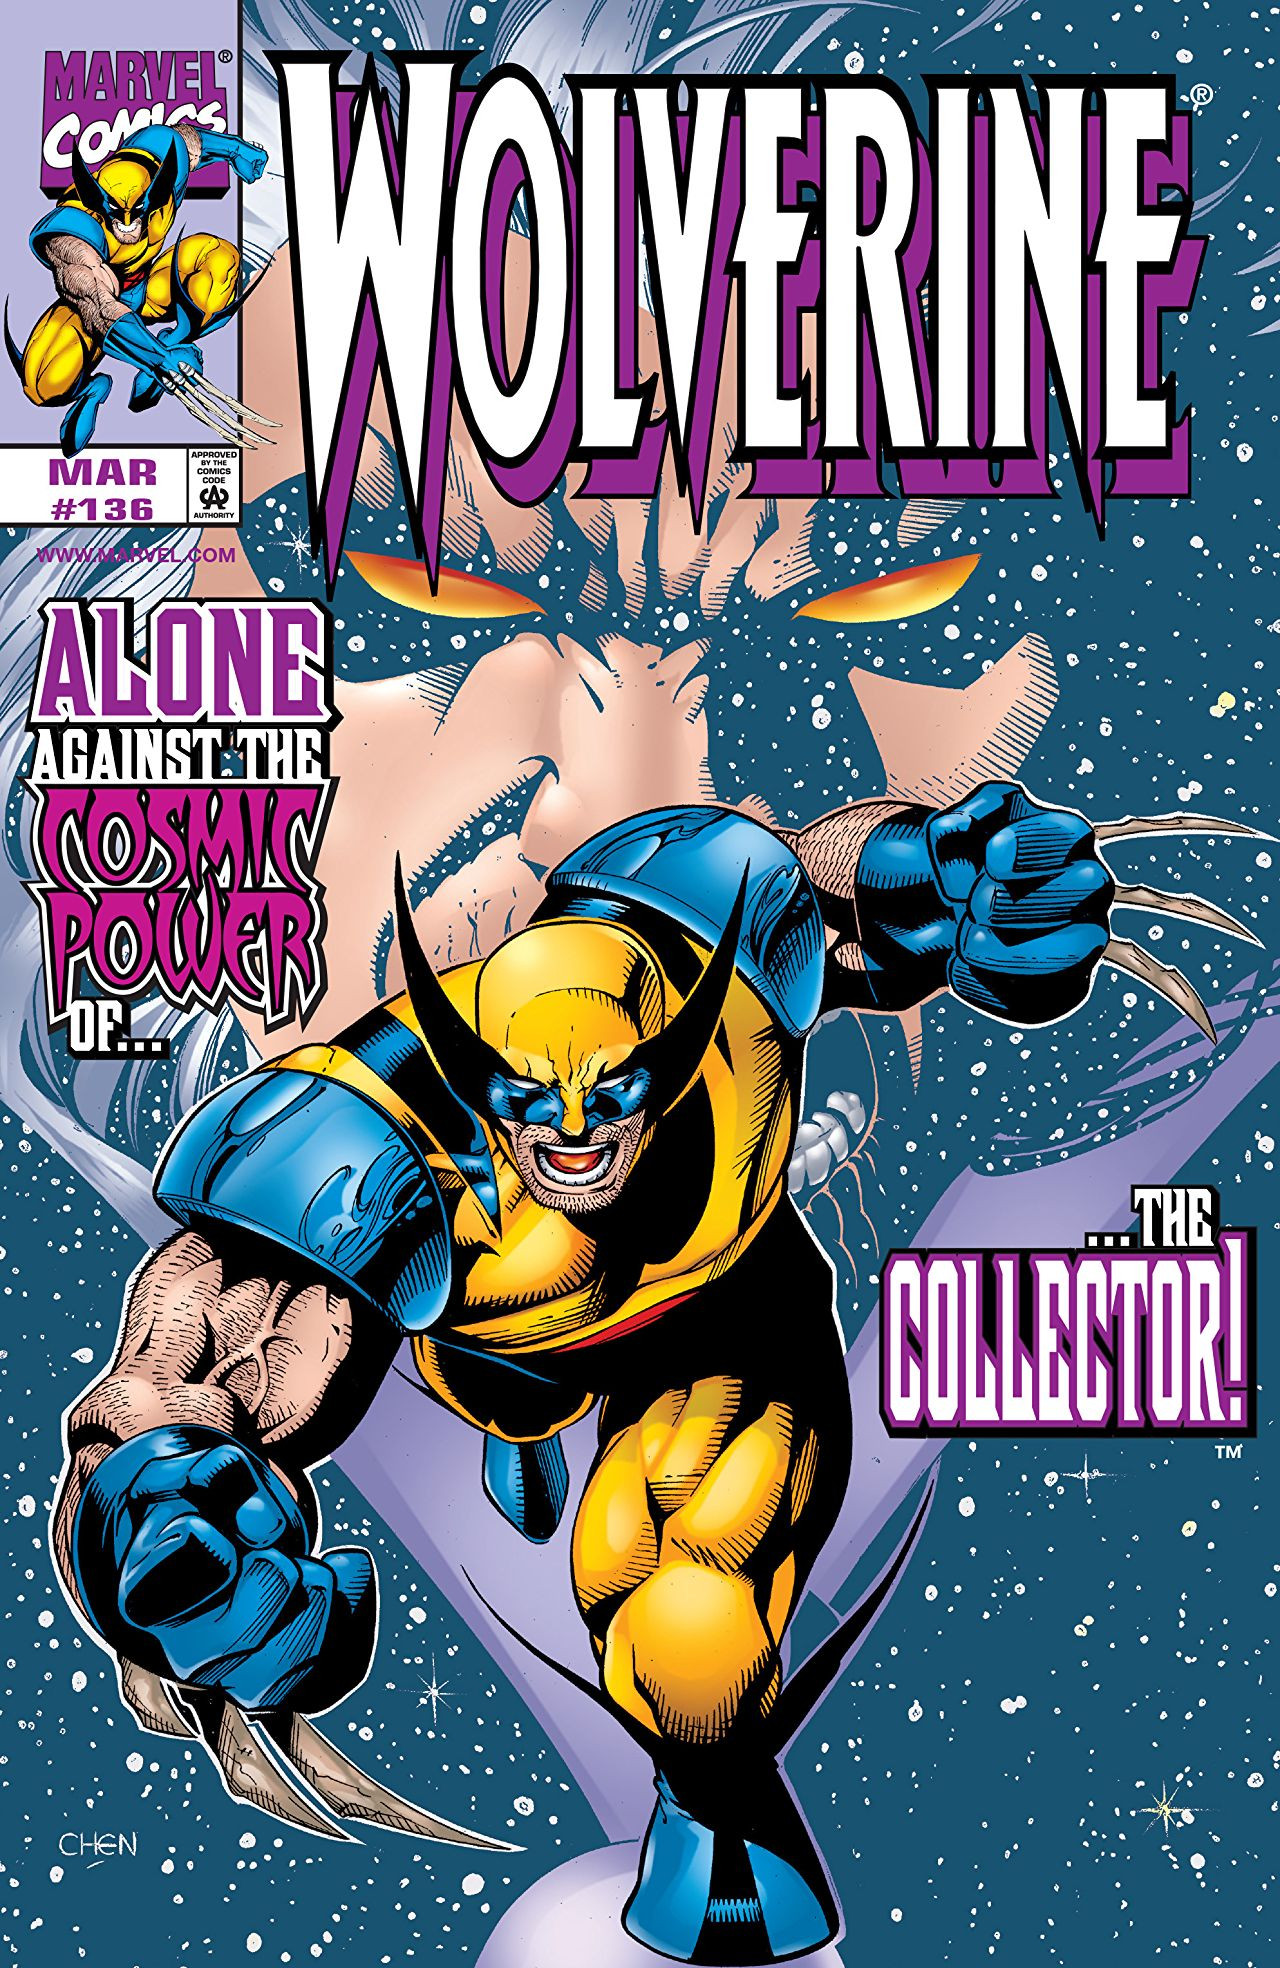 MARVEL®
COMICS
WOLVERINE®
MAR
#136
APPROVED
BY THE
COMICS
CODE
CA
AUTHORITY
WWW.MARVEL.COM
ALONE
AGAINST THE
COSMIC
POWER
OF...
...THE
COLLECTOR!
TM
CHEN